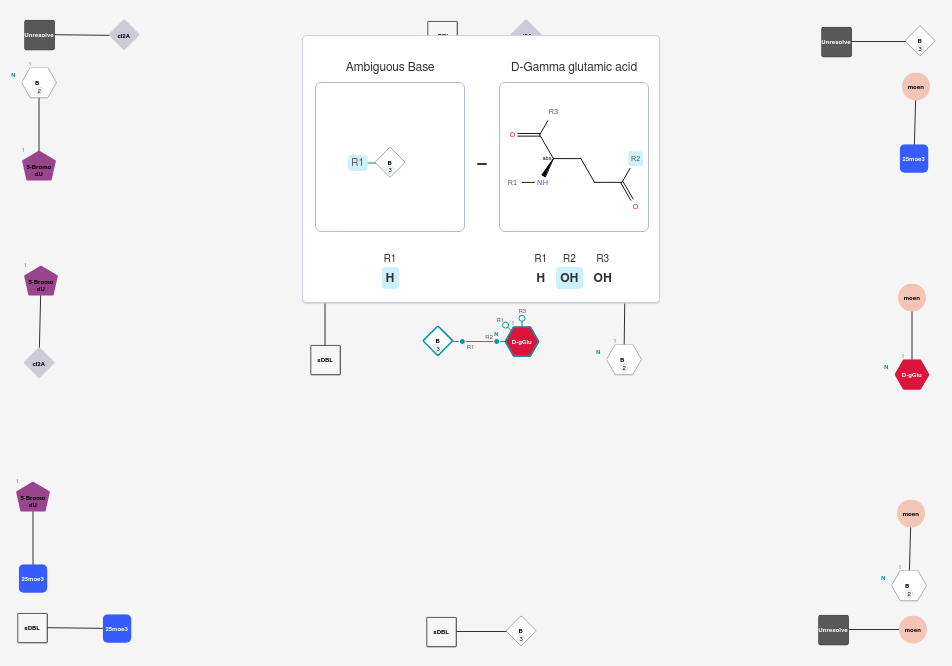 Unresolve
cl2A
Unresolve
B
3
N
1
B
2
1
5-Bromo
dU
moen
25moe3
Ambiguous Base
D-Gamma glutamic acid
R1
B
3
R3
O
abs
R2
R1
NH
O
R1
H
R1
R2
R3
H
OH
OH
1
5-Bromo
dU
cl2A
moen
N
1
D-gGlu
sDBL
B
3
R1
R2
N
R1
1
R3
D-gGlu
N
B
2
1
5-Bromo
dU
25moe3
moen
N
1
B
2
sDBL
25moe3
sDBL
B
3
Unresolve
moen